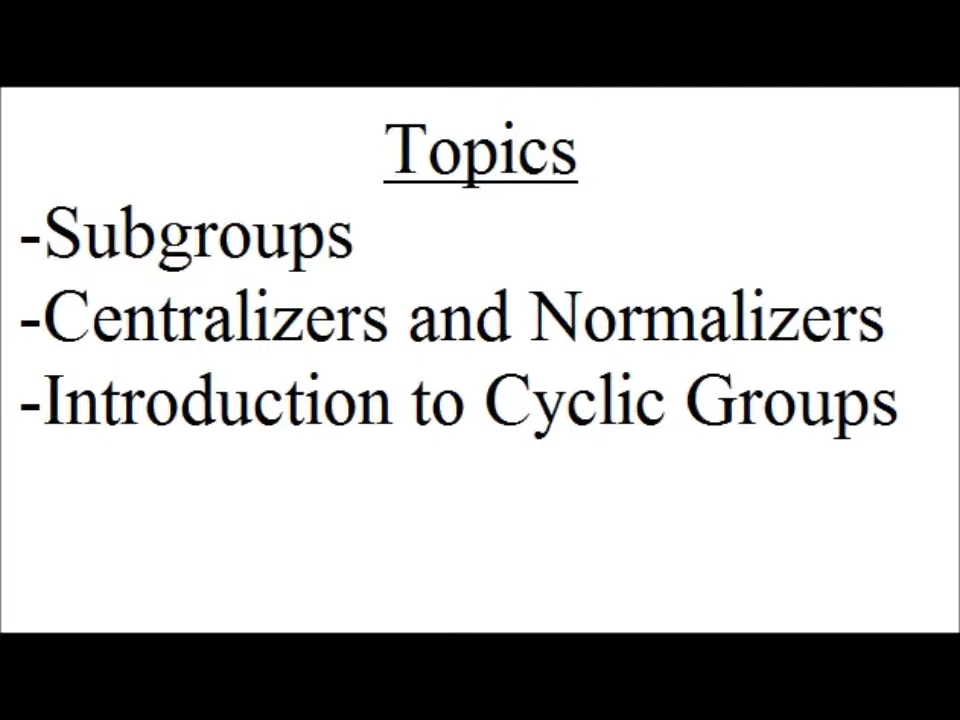 Topics
-Subgroups
-Centralizers and Normalizers
-Introduction to Cyclic Groups